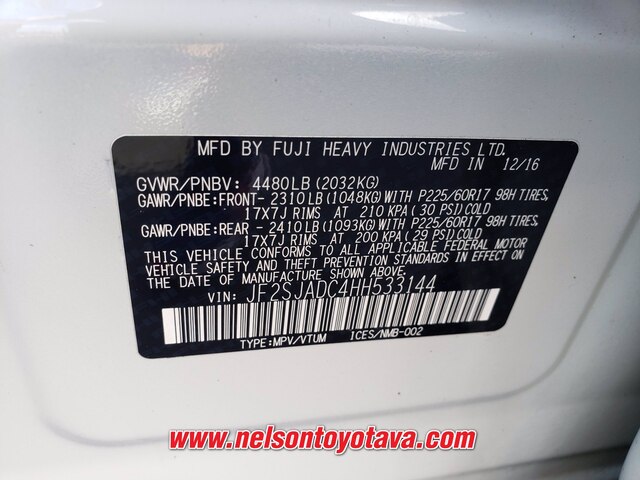 MFD BY FUJI HEAVY INDUSTRIES LTD.
MFD IN 12/16
GVWR/PNBV: 4480LB(2032KG)
GAWR/PNBE:FRONT-2310LB(1048KG)WITH P225/60R17 98H TIRES,
17X7J RIMS AT 210 KPA(30 PSI)COLD
GAWR/PNBE:REAR -2410LB(1093KG)WITH P225/60R17 98H TIRES,
17X7J RIMS AT 200 KPA(29 PSI)COLD
THIS VEHICLE CONFORMS TO ALL APPLICABLE FEDERAL MOTOR
VEHICLE SAFETY AND THEFT PREVENTION STANDARDS IN EFFECT ON
THE DATE OF MANUFACTURE SHOWN ABOVE.
VIN: JF2SJADC4HH533144
TYPE:MPV/VTUM ICES/NMB-002
www.nelsontoyotava.com